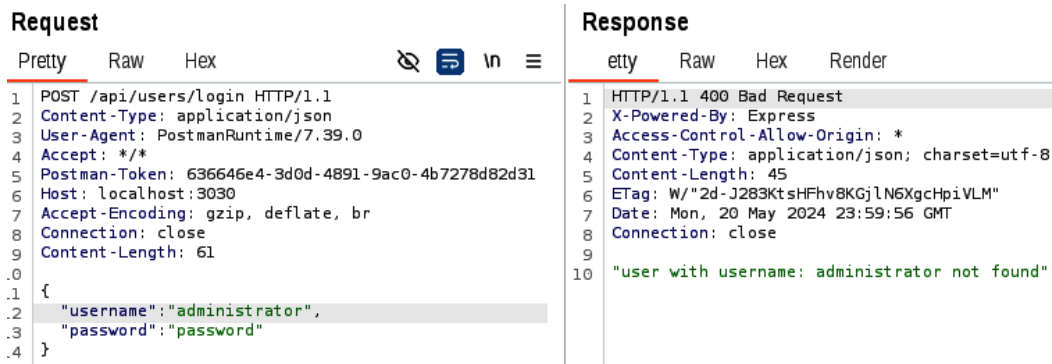 Request
Pretty Raw Hex \n
1 POST /api/users/login HTTP/1.1
2 Content-Type: application/json
3 User-Agent: PostmanRuntime/7.39.0
4 Accept: */*
5 Postman-Token: 636646e4-3d0d-4891-9ac0-4b7278d82d31
6 Host: localhost:3030
7 Accept-Encoding: gzip, deflate, br
8 Connection: close
9 Content-Length: 61
.0
.1 {
.2 "username":"administrator",
.3 "password":"password"
.4 }
Response
etty Raw Hex Render
1 HTTP/1.1 400 Bad Request
2 X-Powered-By: Express
3 Access-Control-Allow-Origin: *
4 Content-Type: application/json; charset=utf-8
5 Content-Length: 45
6 ETag: W/"2d-J283KtsHFhv8KGjlN6XgcHpiVLM"
7 Date: Mon, 20 May 2024 23:59:56 GMT
8 Connection: close
9
10 "user with username: administrator not found"